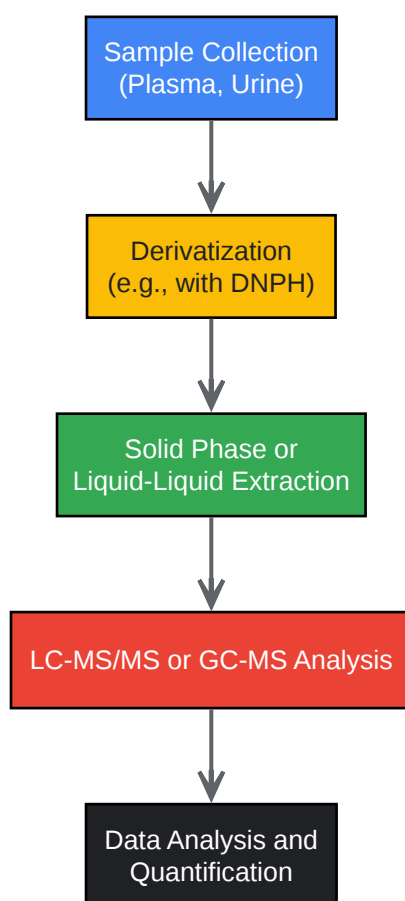 Sample Collection
(Plasma, Urine)
Derivatization
(e.g., with DNPH)
Solid Phase or
Liquid-Liquid Extraction
LC-MS/MS or GC-MS Analysis
Data Analysis and
Quantification